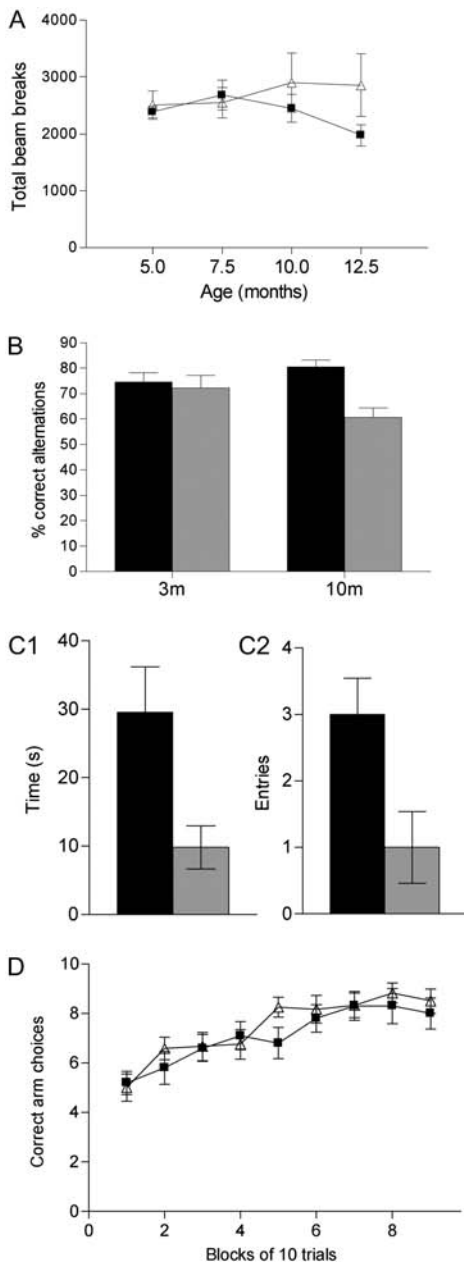 A
Total beam breaks
4000
3000
2000
1000
0
5.0 7.5 10.0 12.5
Age (months)
B
% correct alternations
90
80
70
60
50
40
30
20
10
0
3m 10m
C1
Time (s)
40
30
20
10
0
C2
Entries
4
3
2
1
0
D
Correct arm choices
10
8
6
4
2
0
0 2 4 6 8
Blocks of 10 trials